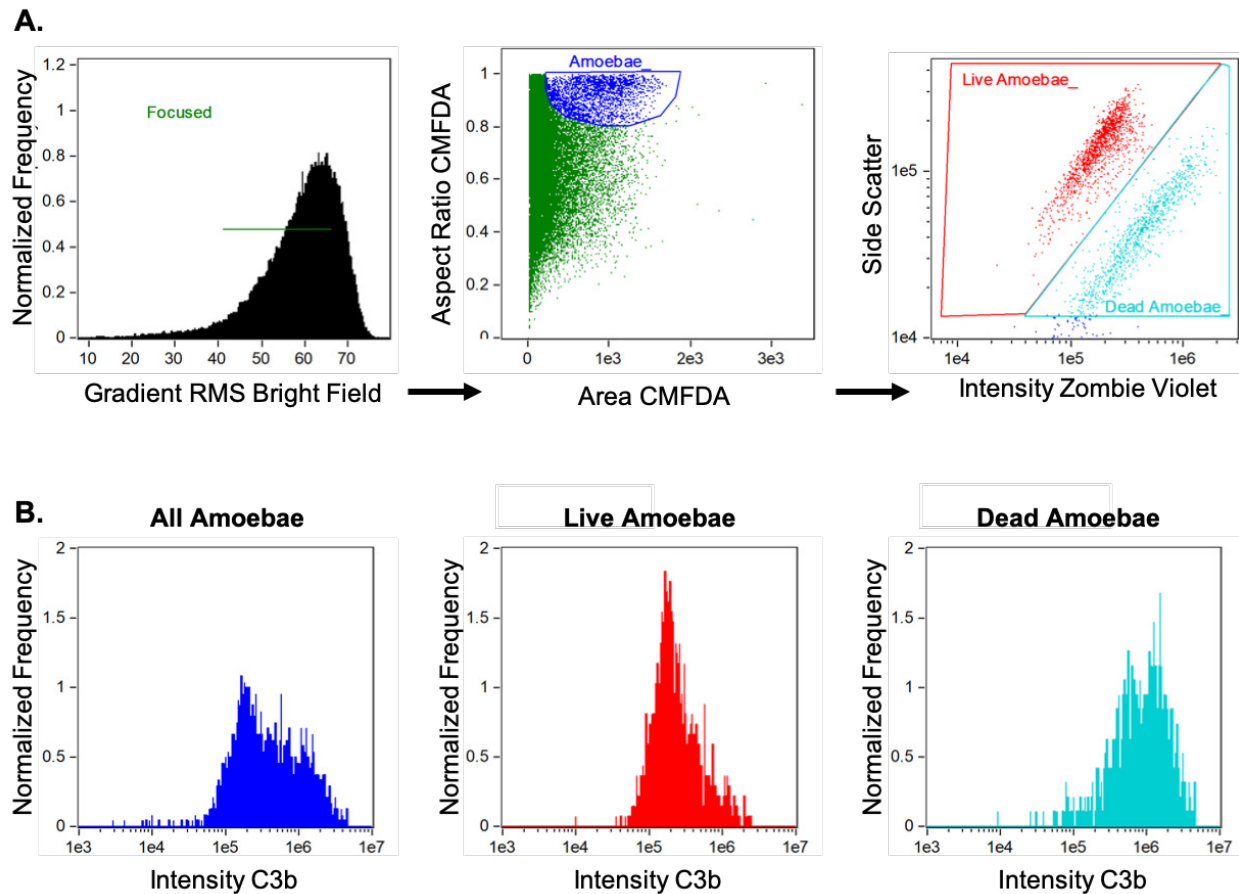 A.
Normalized Frequency
1.2
1
0.8
0.6
0.4
0.2
0
Focused
10 20 30 40 50 60 70
Gradient RMS Bright Field
Aspect Ratio CMFDA
1
0.8
0.6
0.4
0.2
0
Amoebae_
0 1e3 2e3 3e3
Area CMFDA
Side Scatter
1e5
1e4
Live Amoebae_
Dead Amoebae_
1e4 1e5 1e6
Intensity Zombie Violet
B.
All Amoebae
Normalized Frequency
2
1.5
1
0.5
0
1e3 1e4 1e5 1e6 1e7
Intensity C3b
Live Amoebae
Normalized Frequency
2
1.5
1
0.5
0
1e3 1e4 1e5 1e6 1e7
Intensity C3b
Dead Amoebae
Normalized Frequency
2
1.5
1
0.5
0
1e3 1e4 1e5 1e6 1e7
Intensity C3b